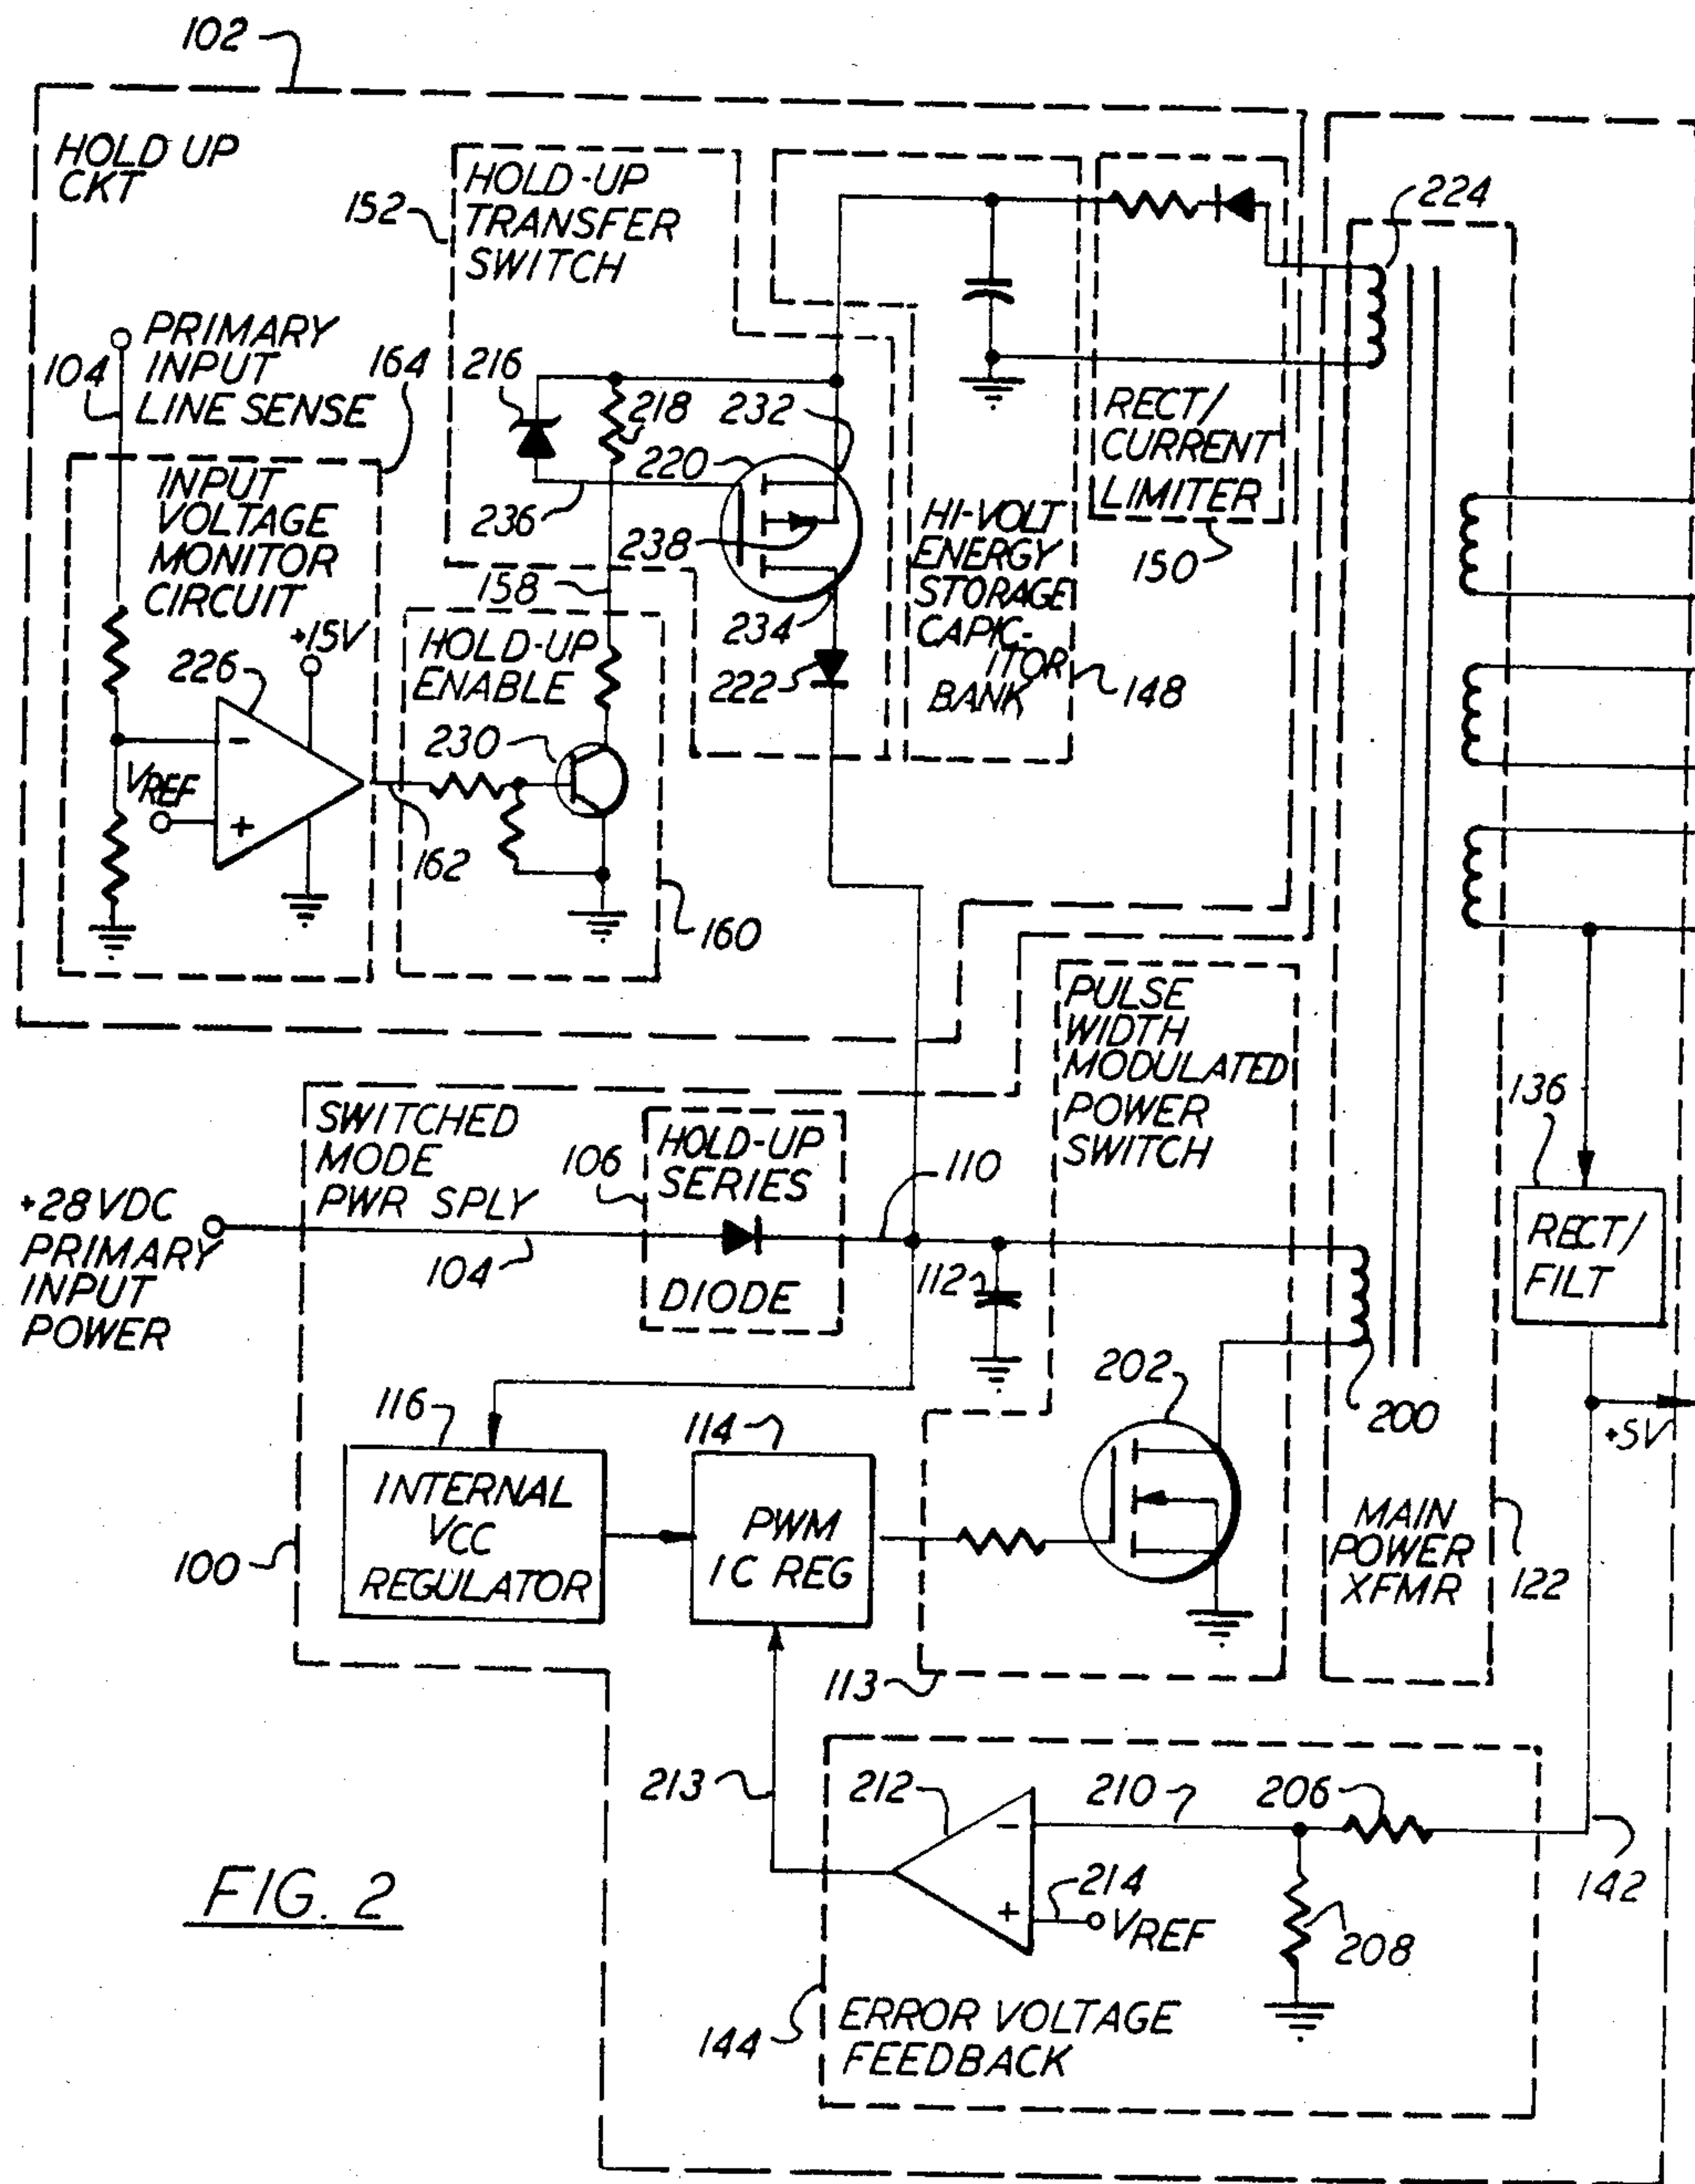 102
HOLD UP
CKT
152
HOLD-UP
TRANSFER
SWITCH
224
PRIMARY
INPUT
LINE SENSE
104
164
216
218
232
220
236
238
158
234
222
RECT/
CURRENT
LIMITER
150
INPUT
VOLTAGE
MONITOR
CIRCUIT
+15V
226
HOLD-UP
ENABLE
230
HI-VOLT
ENERGY
STORAGE
CAPIC-
ITOR
BANK
148
-
VREF
+
162
160
PULSE
WIDTH
MODULATED
POWER
SWITCH
SWITCHED
MODE
PWR SPLY
106
HOLD-UP
SERIES
DIODE
110
136
+28 VDC
PRIMARY
INPUT
POWER
104
112
RECT/
FILT
202
200
+5V
116
114
INTERNAL
VCC
REGULATOR
PWM
IC REG
100
MAIN
POWER
XFMR
122
113
213
212
210
206
-
+
214
VREF
208
142
FIG. 2
144
ERROR VOLTAGE
FEEDBACK